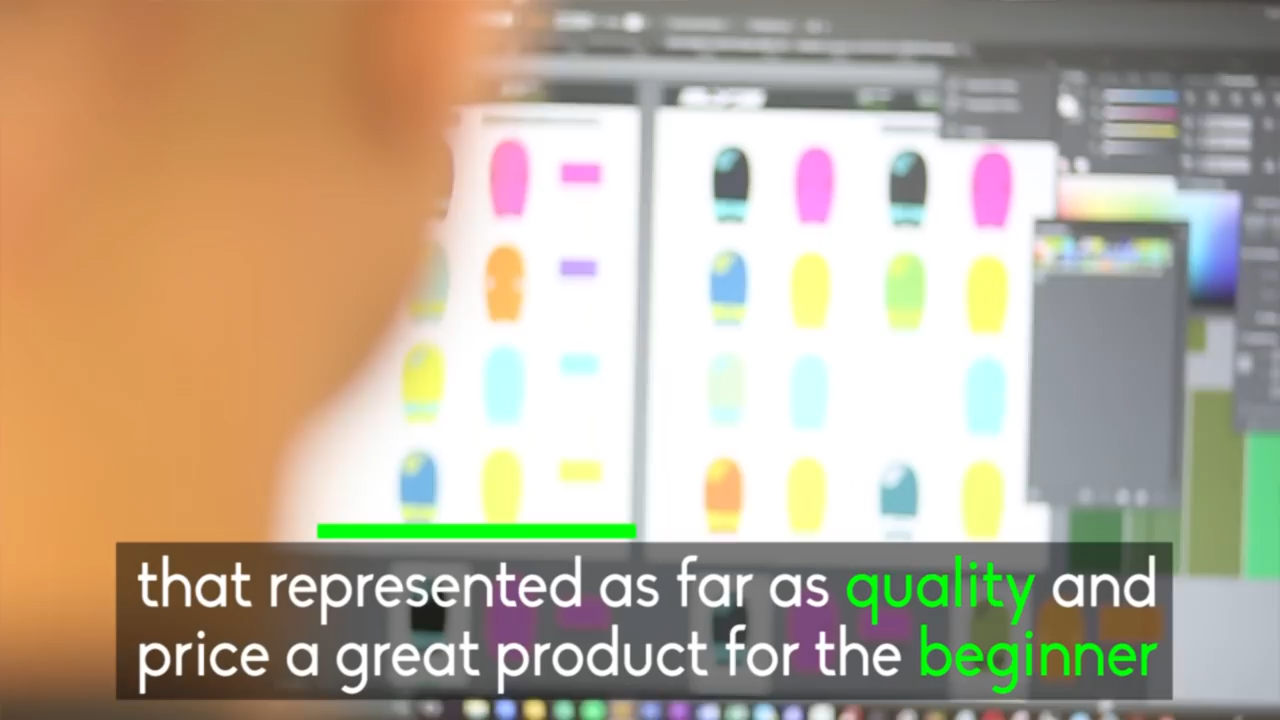 that represented as far as quality and
price a great product for the beginner